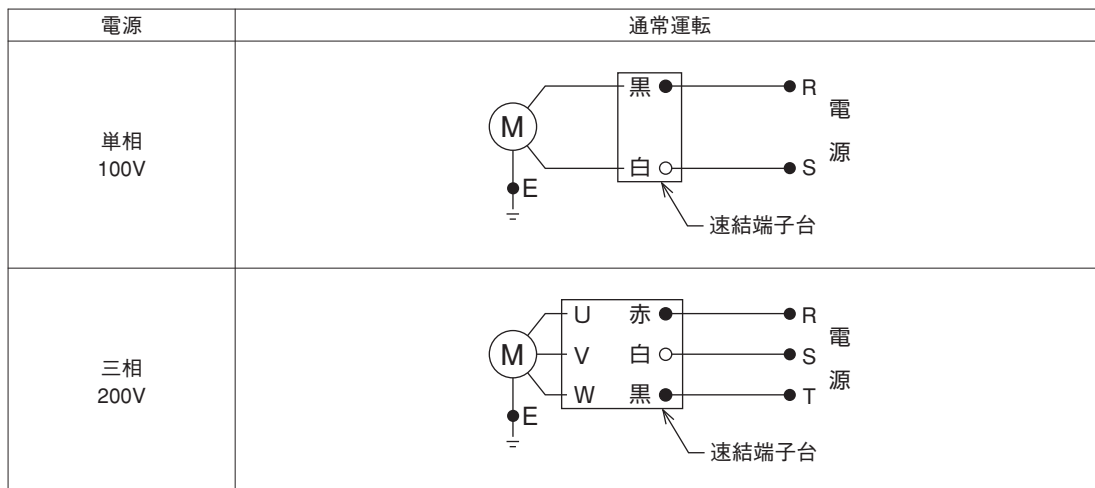 電源 通常運転
単相
100V
M
E
黒
白
R
S
電源
速結端子台
三相
200V
M
E
U 赤
V 白
W 黒
R
S
T
電源
速結端子台